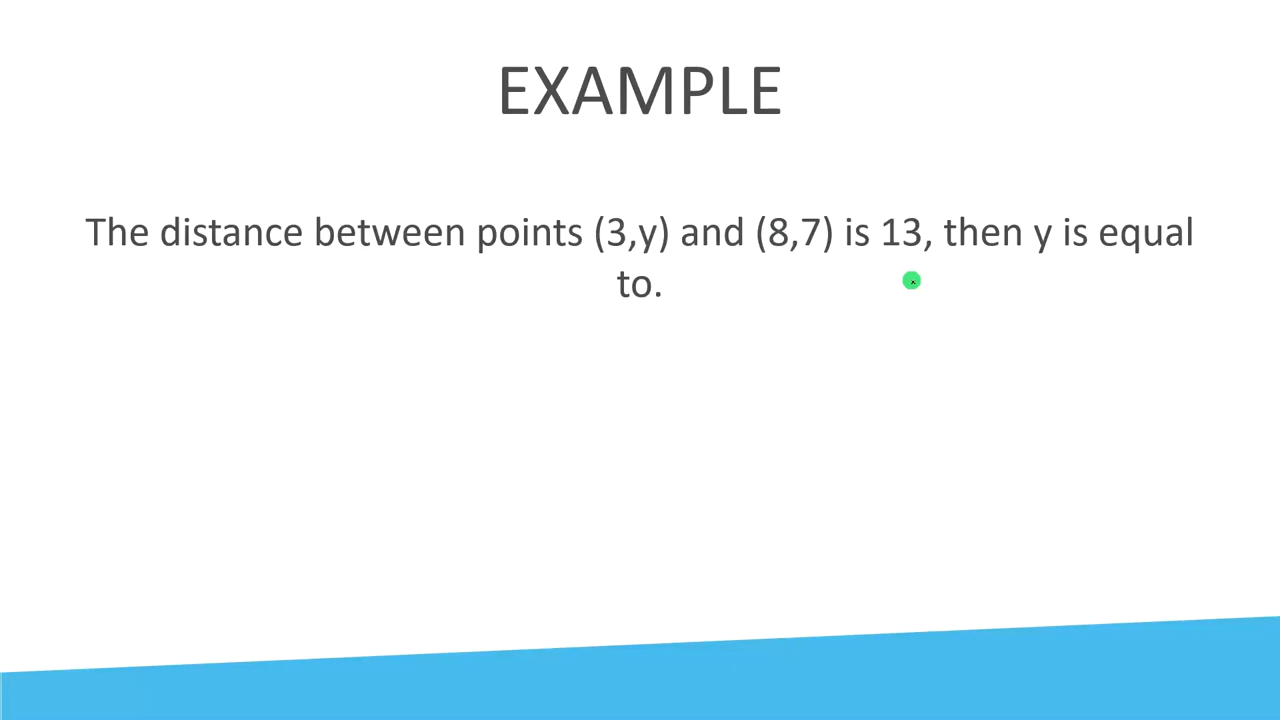 EXAMPLE
The distance between points (3,y) and (8,7) is 13, then y is equal
to.